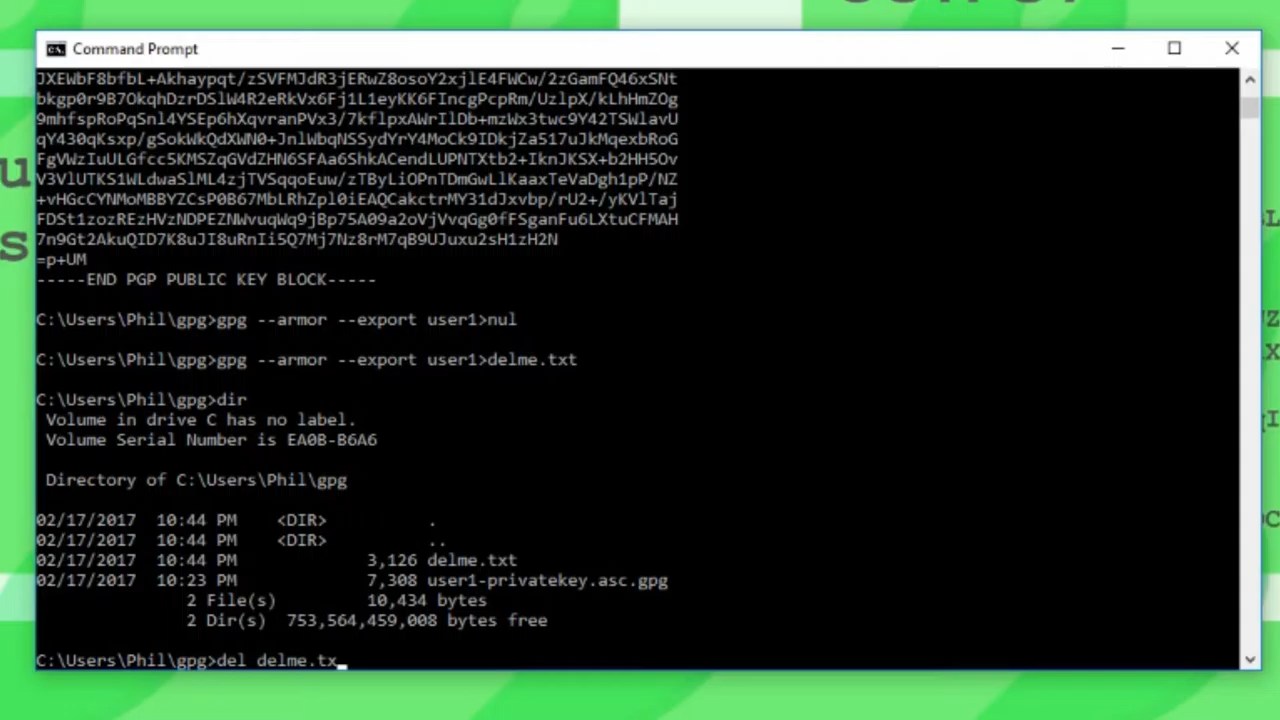 Command Prompt
JXEWbF8bfbL+Akhaypqt/zSVFMJdR3jERwZ8osoY2xjlE4FWCw/2zGamFQ46xSNt
bkgp0r9B7OkqhDzrDSlW4R2eRkVx6Fj1L1eyKK6FIncgPcpRm/UzlpX/kLhHmZOg
9mhfspRoPqSnl4YSEp6hXqvranPVx3/7kflpxAWrIlDb+mzWx3twc9Y42TSWlavU
qY430qKsxp/gSokWkQdXWN0+JnlWbqNSSydYrY4MoCk9IDkjZa517uJkMqexbRoG
FgVWzIuULGfcc5KMSZqGVdZHN6SFAa6ShkACendLUPNTXtb2+IknJKSX+b2HH5Ov
V3VlUTKS1WLdwaSlML4zjTVSqqoEuw/zTByLiOPnTDmGwLlKaaxTeVaDgh1pP/NZ
+vHGcCYNMoMBBYZCsP0B67MbLRhZpl0iEAQCakctrMY31dJxvbp/rU2+/yKVlTaj
FDSt1zozREzHVzNDPEZNWvuqWq9jBp75A09a2oVjVvqGg0fFSganFu6LXtuCFMAH
7n9Gt2AkuQID7K8uJI8uRnIi5Q7Mj7Nz8rM7qB9UJuxu2sH1zH2N
=p+UM
-----END PGP PUBLIC KEY BLOCK-----
C:\Users\Phil\gpg>gpg --armor --export user1>nul
C:\Users\Phil\gpg>gpg --armor --export user1>delme.txt
C:\Users\Phil\gpg>dir
Volume in drive C has no label.
Volume Serial Number is EA0B-B6A6
Directory of C:\Users\Phil\gpg
02/17/2017 10:44 PM <DIR> .
02/17/2017 10:44 PM <DIR> ..
02/17/2017 10:44 PM 3,126 delme.txt
02/17/2017 10:23 PM 7,308 user1-privatekey.asc.gpg
2 File(s) 10,434 bytes
2 Dir(s) 753,564,459,008 bytes free
C:\Users\Phil\gpg>del delme.tx